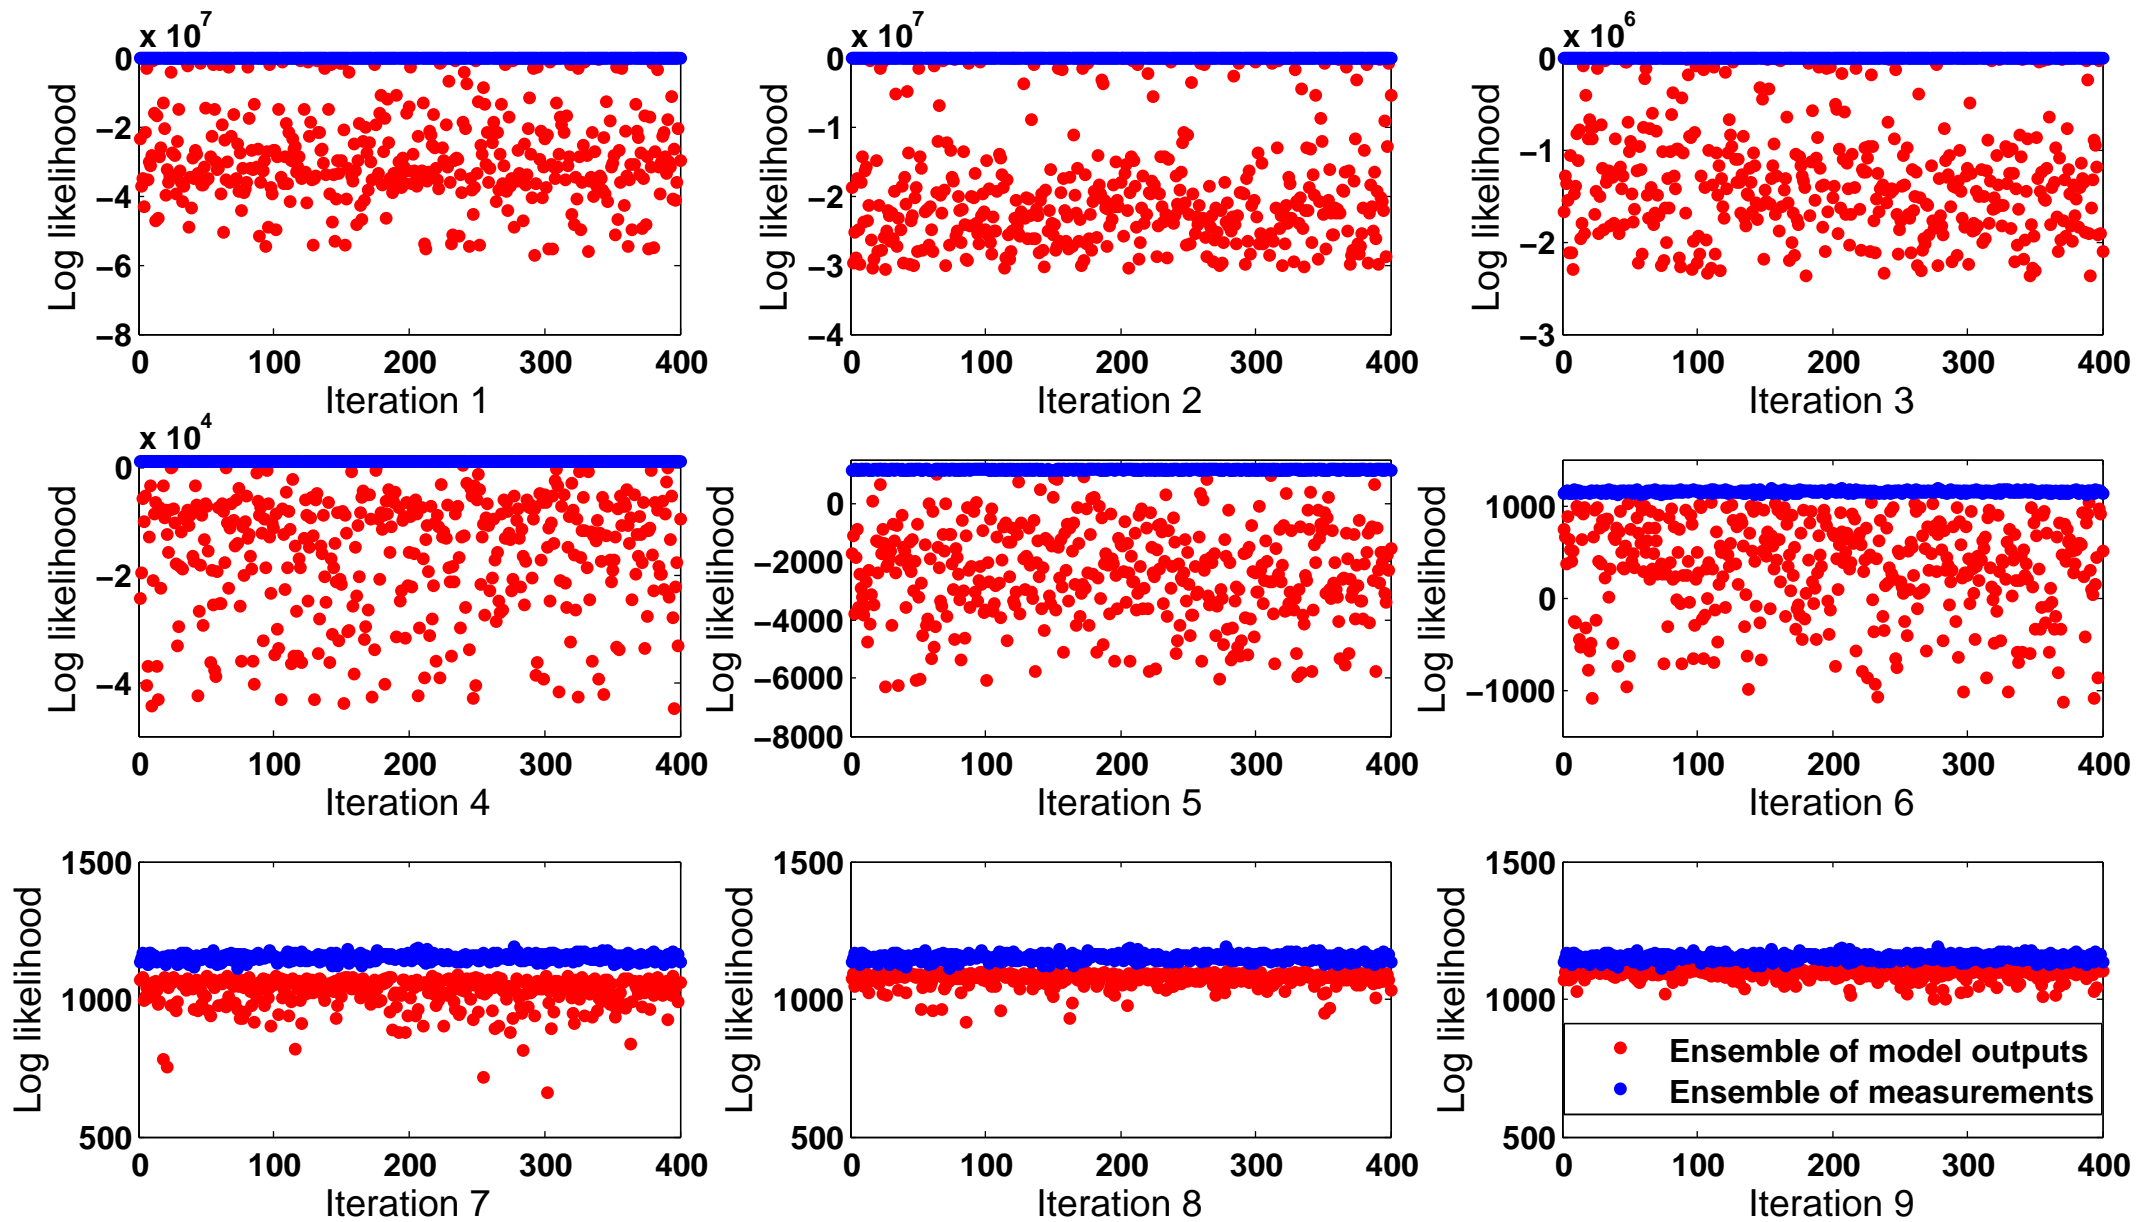 x 10^7
0
−2
−4
−6
−8
0 100 200 300 400
Log likelihood
Iteration 1
x 10^7
0
−1
−2
−3
−4
0 100 200 300 400
Log likelihood
Iteration 2
x 10^6
0
−1
−2
−3
0 100 200 300 400
Log likelihood
Iteration 3
x 10^4
0
−2
−4
0 100 200 300 400
Log likelihood
Iteration 4
0
−2000
−4000
−6000
−8000
0 100 200 300 400
Log likelihood
Iteration 5
1000
0
−1000
0 100 200 300 400
Log likelihood
Iteration 6
1500
1000
500
0 100 200 300 400
Log likelihood
Iteration 7
1500
1000
500
0 100 200 300 400
Log likelihood
Iteration 8
1500
1000
500
0 100 200 300 400
Log likelihood
Iteration 9
Ensemble of model outputs
Ensemble of measurements